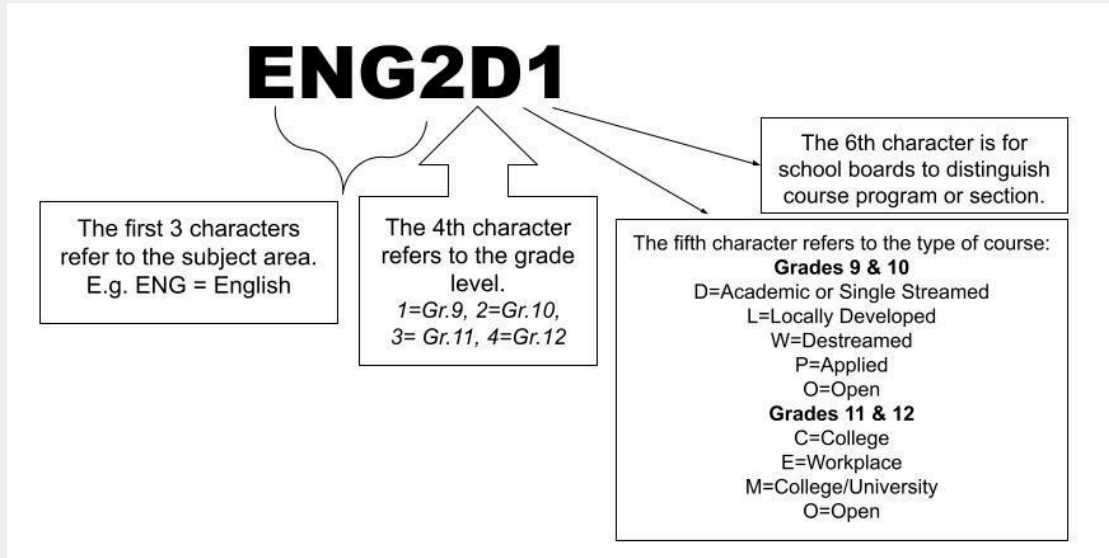 ENG2D1
The first 3 characters
refer to the subject area.
E.g. ENG = English
The 4th character
refers to the grade
level.
1=Gr.9, 2=Gr.10,
3= Gr.11, 4=Gr.12
The 6th character is for
school boards to distinguish
course program or section.
The fifth character refers to the type of course:
Grades 9 & 10
D=Academic or Single Streamed
L=Locally Developed
W=Destreamed
P=Applied
O=Open
Grades 11 & 12
C=College
E=Workplace
M=College/University
O=Open